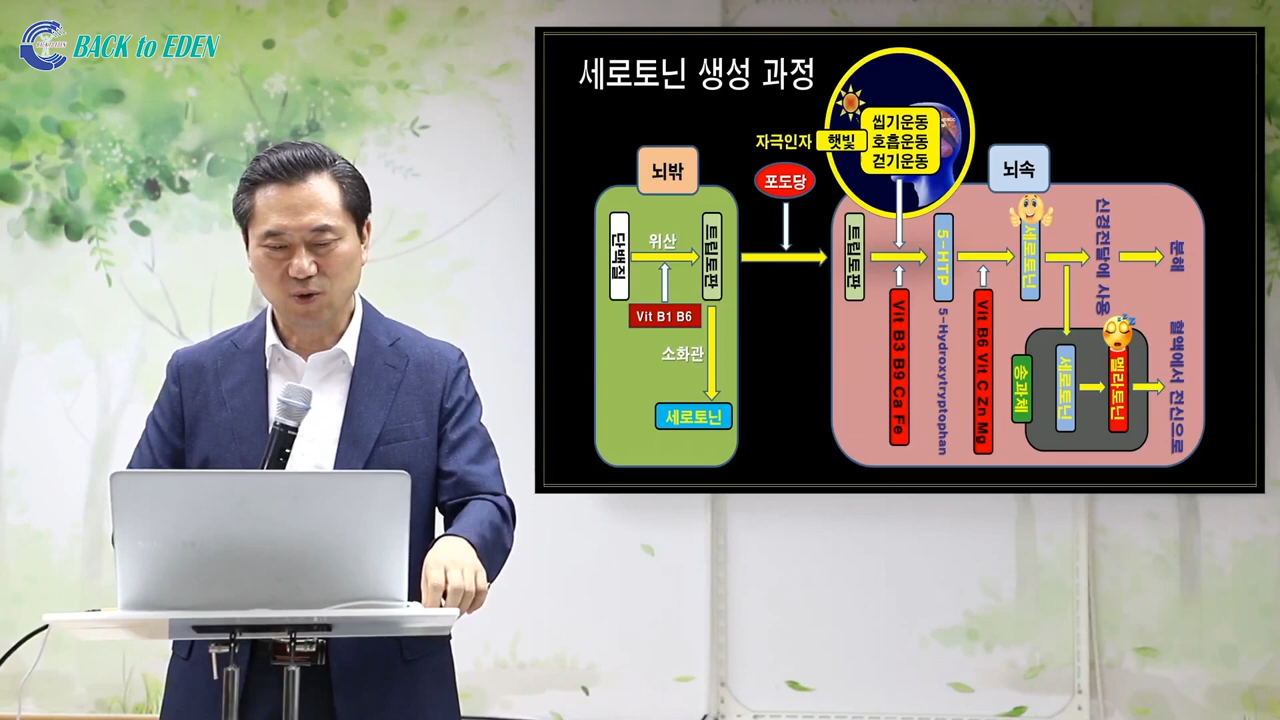 BACK to EDEN
세로토닌 생성 과정
씹기운동
호흡운동
걷기운동
자극인자
햇빛
뇌밖
포도당
뇌속
단백질
위산
트립토판
Vit B1 B6
소화관
세로토닌
트립토판
5-HTP
세로토닌
신경전달에 사용
분해
Vit B3 B9 Ca Fe
5-Hydroxytryptophan
Vit B6 Vit C Zn Mg
송과체
세로토닌
멜라토닌
혈액에서 전신으로